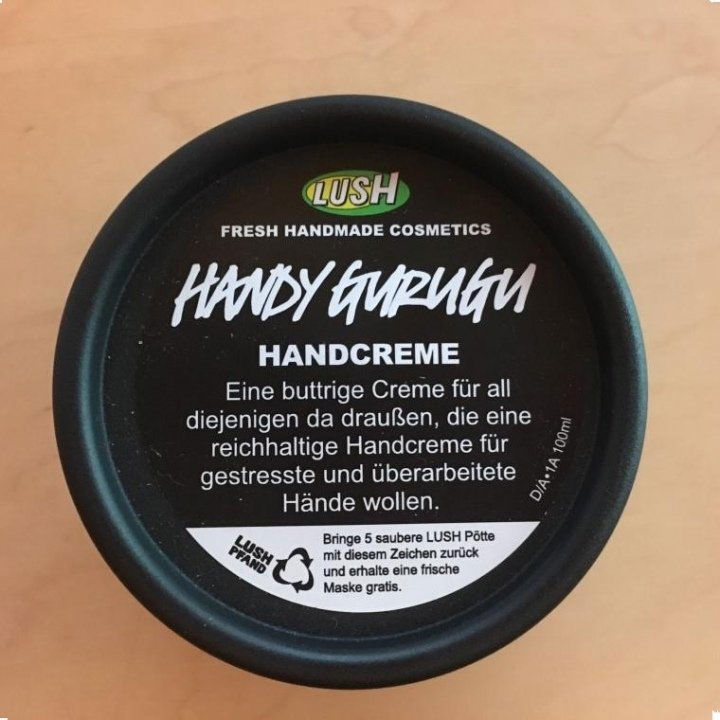 LUSH
FRESH HANDMADE COSMETICS
HANDY GURUGU
HANDCREME
Eine buttrige Creme für all
diejenigen da draußen, die eine
reichhaltige Handcreme für
gestresste und überarbeitete
Hände wollen.
D/A•1A 100ml
LUSH
PFAND
Bringe 5 saubere LUSH Pötte
mit diesem Zeichen zurück
und erhalte eine frische
Maske gratis.